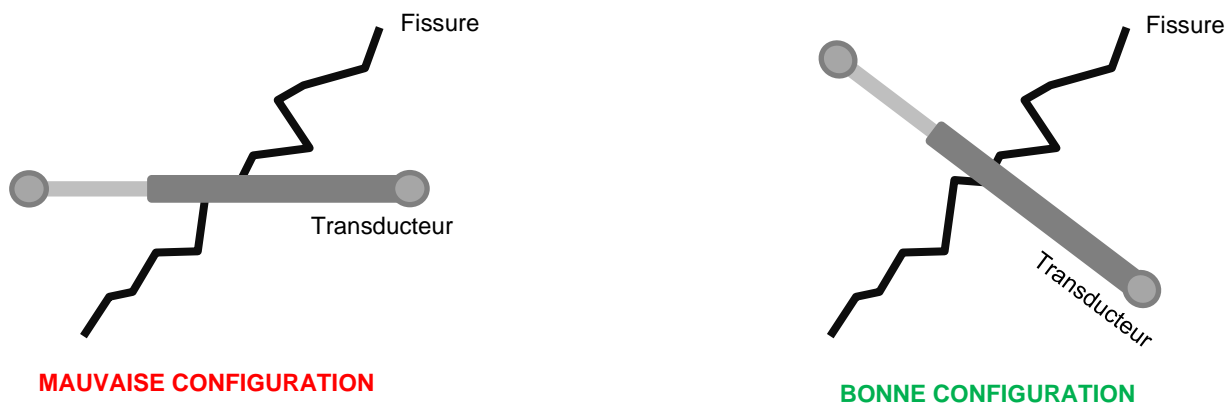 Fissure
Transducteur
MAUVAISE CONFIGURATION
Fissure
Transducteur
BONNE CONFIGURATION